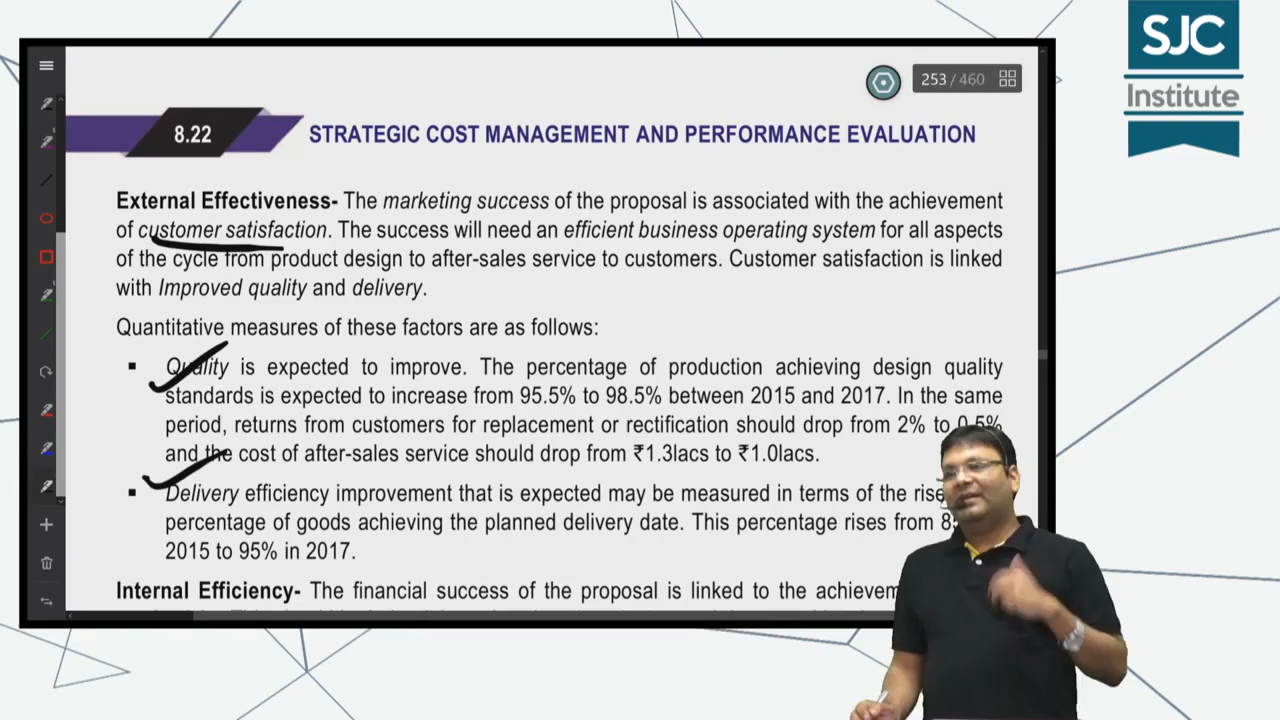 SJC
Institute
253 / 460
8.22
STRATEGIC COST MANAGEMENT AND PERFORMANCE EVALUATION
External Effectiveness- The marketing success of the proposal is associated with the achievement
of customer satisfaction. The success will need an efficient business operating system for all aspects
of the cycle from product design to after-sales service to customers. Customer satisfaction is linked
with Improved quality and delivery.
Quantitative measures of these factors are as follows:
▪ Quality is expected to improve. The percentage of production achieving design quality
standards is expected to increase from 95.5% to 98.5% between 2015 and 2017. In the same
period, returns from customers for replacement or rectification should drop from 2% to 0.5%
and the cost of after-sales service should drop from ₹1.3lacs to ₹1.0lacs.
▪ Delivery efficiency improvement that is expected may be measured in terms of the rise
percentage of goods achieving the planned delivery date. This percentage rises from
2015 to 95% in 2017.
Internal Efficiency- The financial success of the proposal is linked to the